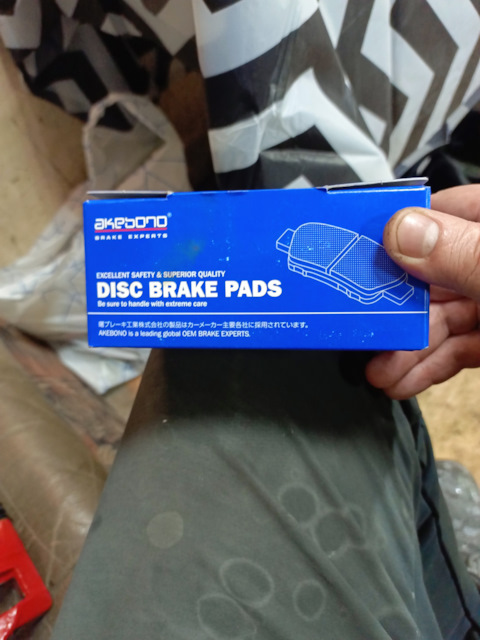 akebono®
BRAKE EXPERTS
EXCELLENT SAFETY & SUPERIOR QUALITY
DISC BRAKE PADS
Be sure to handle with extreme care
曙ブレーキ工業株式会社の製品はカーメーカー主要各社に採用されています。
AKEBONO is a leading global OEM BRAKE EXPERTS.